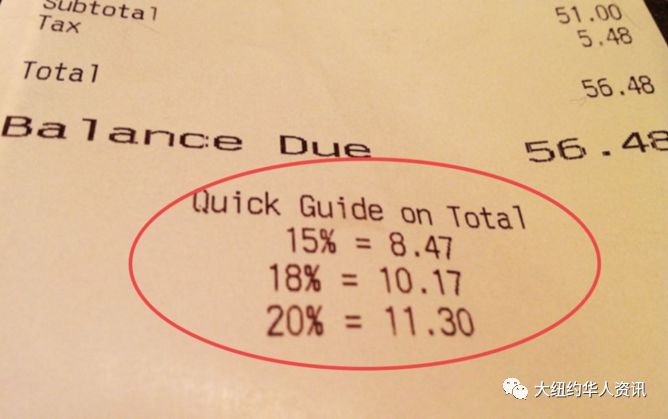 Subtotal 51.00
Tax 5.48
Total 56.48
Balance Due 56.48
Quick Guide on Total
15% = 8.47
18% = 10.17
20% = 11.30
大纽约华人资讯